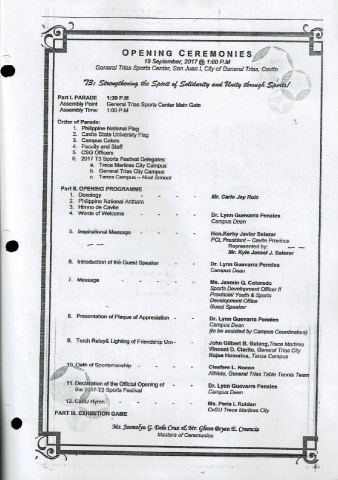 OPENING CEREMONIES
19 September, 2017 @ 1:00 P.M
General Trias Sports Center, San Juan I, City of General Trias, Cavite
T3: Strengthening the Spirit of Solidarity and Unity through Sports!
Part I. PARADE 1:30 P.M
Assembly Point General Trias Sports Center Main Gate
Assembly Time: 1:00 P.M
Order of Parade:
1. Philippine National Flag
2. Cavite State University Flag
3. Campus Colors
4. Faculty and Staff
5. CSG Officers
6. 2017 T3 Sports Festival Delegates:
a. Trece Martires City Campus
b. General Trias City Campus
c. Tanza Campus – Host School
Part II. OPENING PROGRAMME
1. Doxology - - - Mr. Carlo Jay Ruiz
2. Philippine National Anthem
3. Himno de Cavite
4. Words of Welcome - - - Dr. Lynn Guevarra Penales
Campus Dean
5. Inspirational Message - - - Hon. Kerby Javier Salazar
PCL President – Cavite Province
Represented by:
Mr. Kyle Jassel J. Salazar
6. Introduction of the Guest Speaker - - Dr. Lynn Guevarra Penales
Campus Dean
7. Message - - - - Ms. Jasmin Q. Colorado
Sports Development Officer II
Provincial Youth & Sports
Development Office
Guest Speaker
8. Presentation of Plaque of Appreciation - - Dr. Lynn Guevarra Penales
Campus Dean
(to be assisted by Campus Coordinators)
9. Torch Relay& Lighting of Friendship Urn - John Gilbert B. Gulang, Trece Martires
Vincent D. Clarito, General Trias City
Rojae Honorica, Tanza Campus
10. Oath of Sportsmanship - - - Nocon
Athlete, General Trias Table Tennis Team
11. Declaration of the Official Opening of - - Dr. Lynn Guevarra Penales
the 2017 T3 Sports Festival Campus Dean
12. CvSU Hymn - - - - Ms. Perla I. Roldan
CvSU Trece Martires City
Part III. EXHIBITION GAME
Ms. Jocmelyn G. Dela Cruz & Mr. Glenn Bryan E. Creencia
Masters of Ceremonies